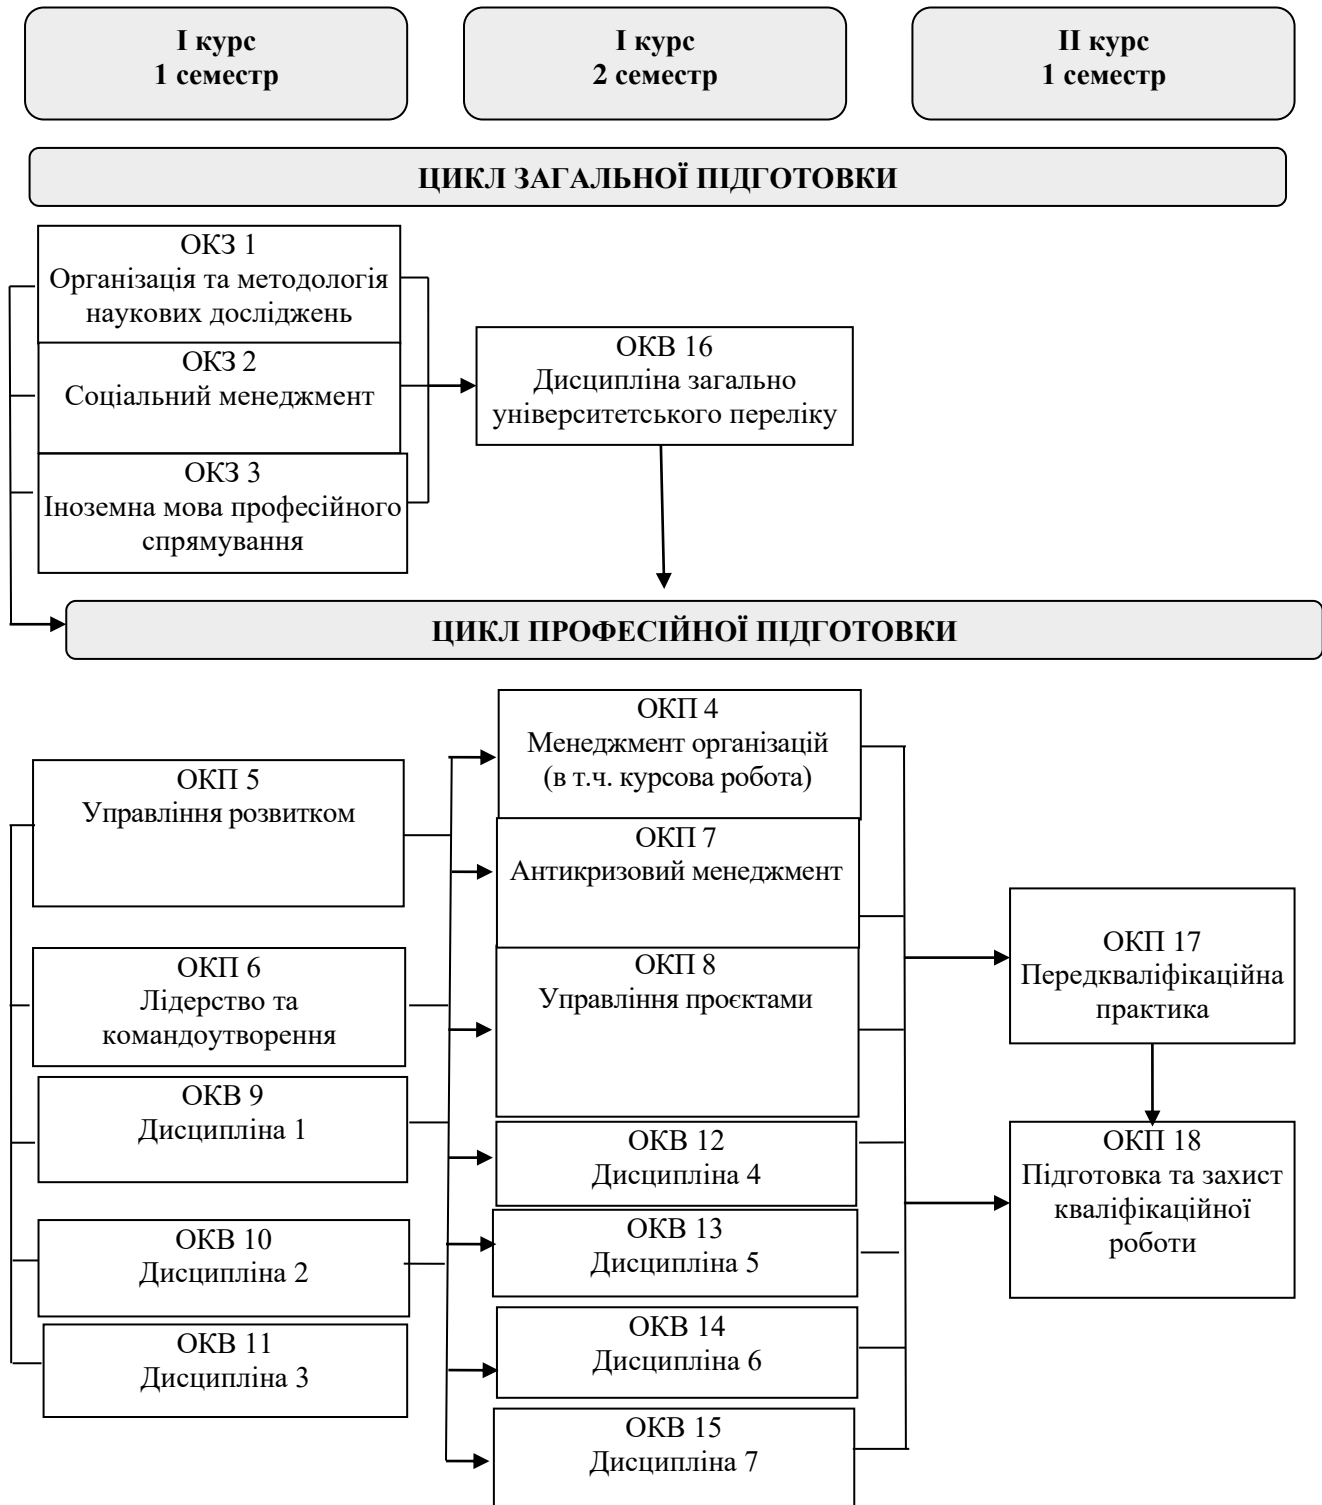 І курс
1 семестр
І курс
2 семестр
ІІ курс
1 семестр
ЦИКЛ ЗАГАЛЬНОЇ ПІДГОТОВКИ
ОКЗ 1
Організація та методологія
наукових досліджень
ОКЗ 2
Соціальний менеджмент
ОКЗ 3
Іноземна мова професійного
спрямування
ОКВ 16
Дисципліна загально
університетського переліку
ЦИКЛ ПРОФЕСІЙНОЇ ПІДГОТОВКИ
ОКП 5
Управління розвитком
ОКП 6
Лідерство та
командоутворення
ОКВ 9
Дисципліна 1
ОКВ 10
Дисципліна 2
ОКВ 11
Дисципліна 3
ОКП 4
Менеджмент організацій
(в т.ч. курсова робота)
ОКП 7
Антикризовий менеджмент
ОКП 8
Управління проєктами
ОКВ 12
Дисципліна 4
ОКВ 13
Дисципліна 5
ОКВ 14
Дисципліна 6
ОКВ 15
Дисципліна 7
ОКП 17
Передкваліфікаційна
практика
ОКП 18
Підготовка та захист
кваліфікаційної
роботи